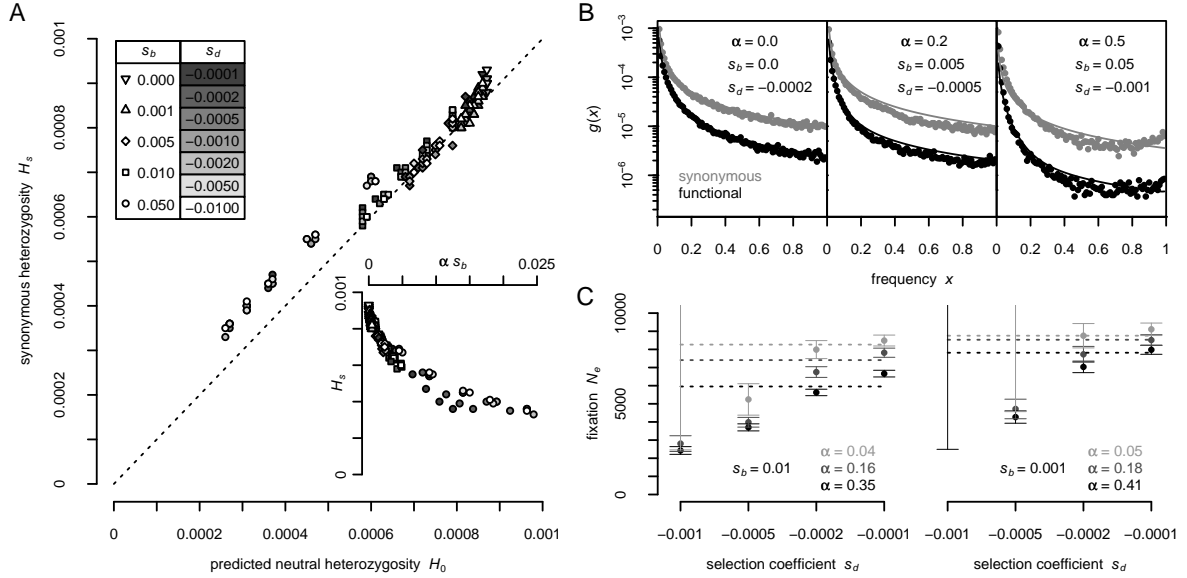 A
synonymous heterozygosity H_s
0 0.0002 0.0004 0.0006 0.0008 0.001
s_b s_d
0.000 −0.0001
−0.0002
0.001 −0.0005
0.005 −0.0010
0.010 −0.0020
−0.0050
0.050 −0.0100
0 0.0002 0.0004 0.0006 0.0008 0.001
predicted neutral heterozygosity H_0
0 0.025
α s_b
H_s
0 0.001
B
g(x)
10^−3
10^−4
10^−5
10^−6
α = 0.0
s_b = 0.0
s_d = −0.0002
synonymous
functional
α = 0.2
s_b = 0.005
s_d = −0.0005
α = 0.5
s_b = 0.05
s_d = −0.001
0.0 0.2 0.4 0.6 0.8 0.0 0.2 0.4 0.6 0.8 0.0 0.2 0.4 0.6 0.8 1
frequency x
C
fixation N_e
0 5000 10000
s_b = 0.01
α = 0.04
α = 0.16
α = 0.35
s_b = 0.001
α = 0.05
α = 0.18
α = 0.41
−0.001 −0.0005 −0.0002 −0.0001
selection coefficient s_d
−0.001 −0.0005 −0.0002 −0.0001
selection coefficient s_d